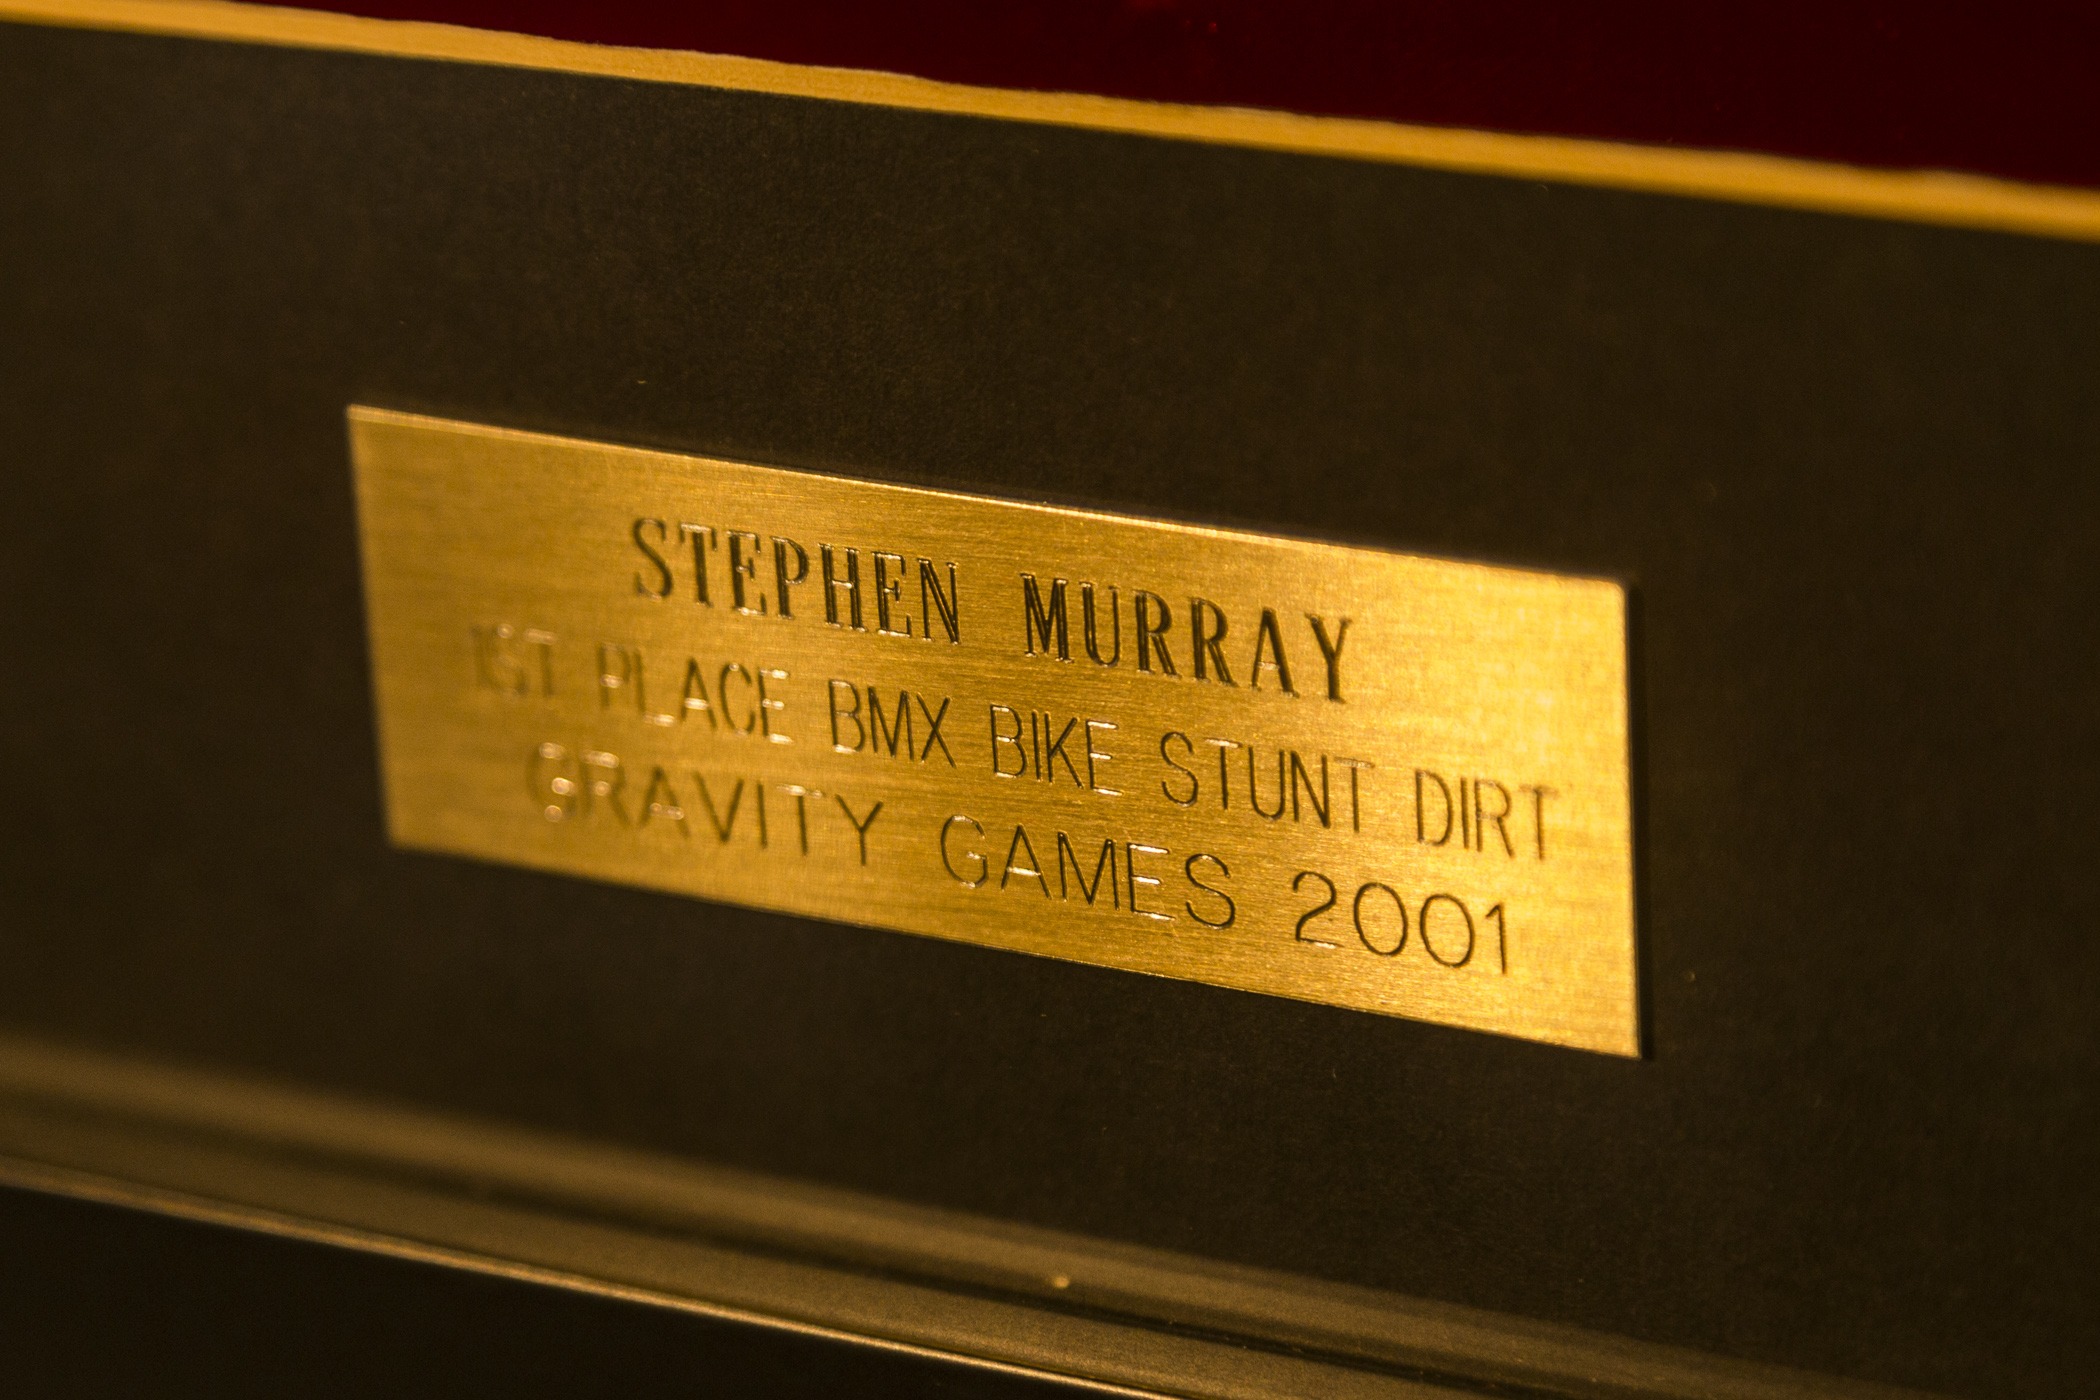 STEPHEN MURRAY
1ST PLACE BMX BIKE STUNT DIRT
GRAVITY GAMES 2001